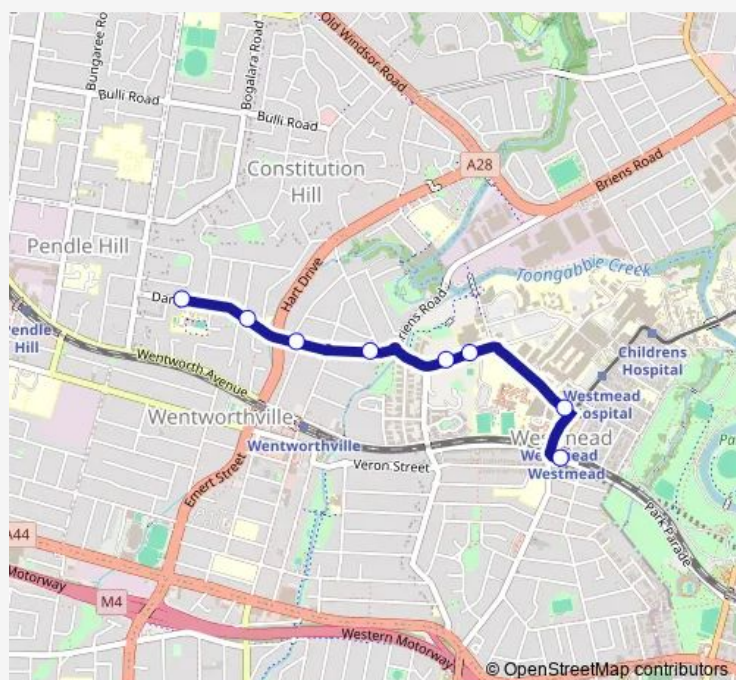 Bungaree Ro
Bogalara Road
Old Windsor Road
Bulli Road
Bulli Road
Constitution
Hill
A28
Briens Road
Pendle Hill
Hart Drive
Toongabbie Creek
Dar
riens Road
endle
Hill
Wentworth Avenue
Childrens
Hospital
Westmead
ospital
Wentworthville
Wentworthville
Westmead
Westmead
Veron Street
Emert Street
Park Parade
A44
Motorway
M4
Western Motorway
© OpenStreetMap contributors